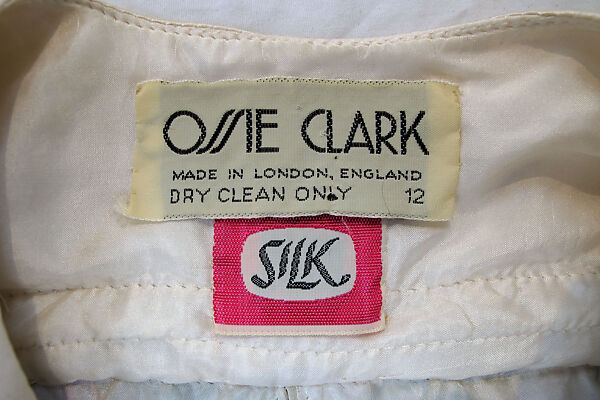 OSSIE CLARK
MADE IN LONDON, ENGLAND
DRY CLEAN ONLY 12
SILK